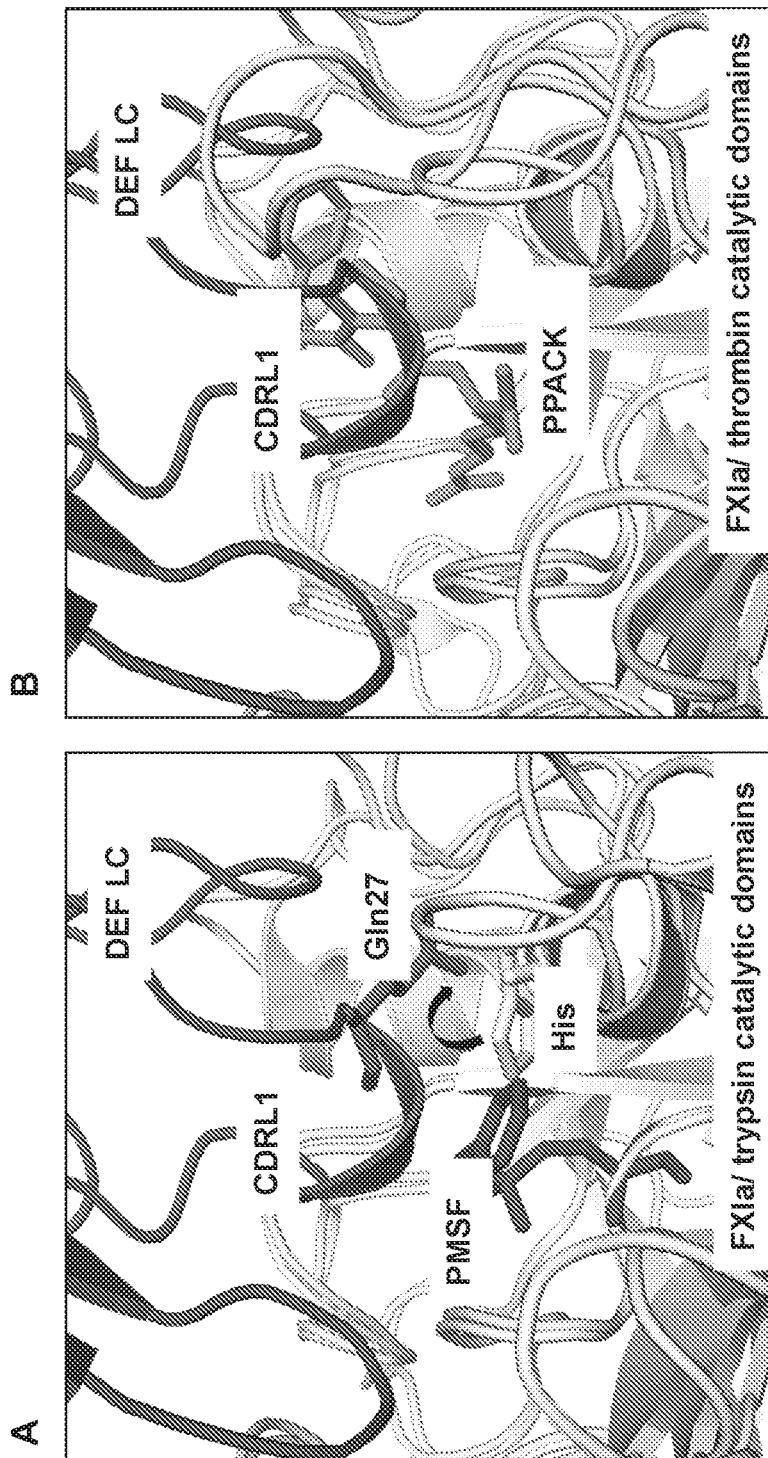 A
DEF LC
CDRL1
Gln27
PMSF
His
FXIa/ trypsin catalytic domains
B
DEF LC
CDRL1
PPACK
FXIa/ thrombin catalytic domains